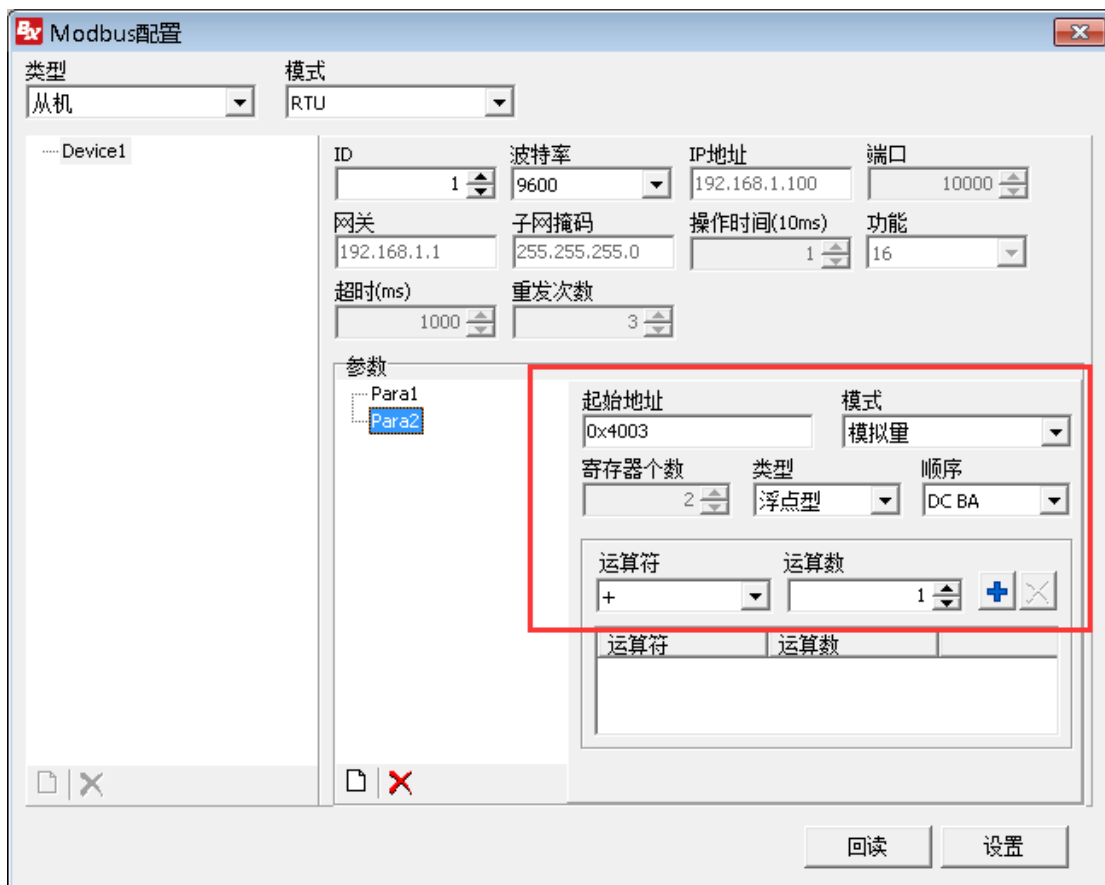 BX Modbus配置
类型 模式
从机 RTU
Device1
ID 波特率 IP地址 端口
1 9600 192.168.1.100 10000
网关 子网掩码 操作时间(10ms) 功能
192.168.1.1 255.255.255.0 1 16
超时(ms) 重发次数
1000 3
参数
Para1
Para2
起始地址 模式
0x4003 模拟量
寄存器个数 类型 顺序
2 浮点型 DC BA
运算符 运算数
+ 1
运算符 运算数
回读 设置